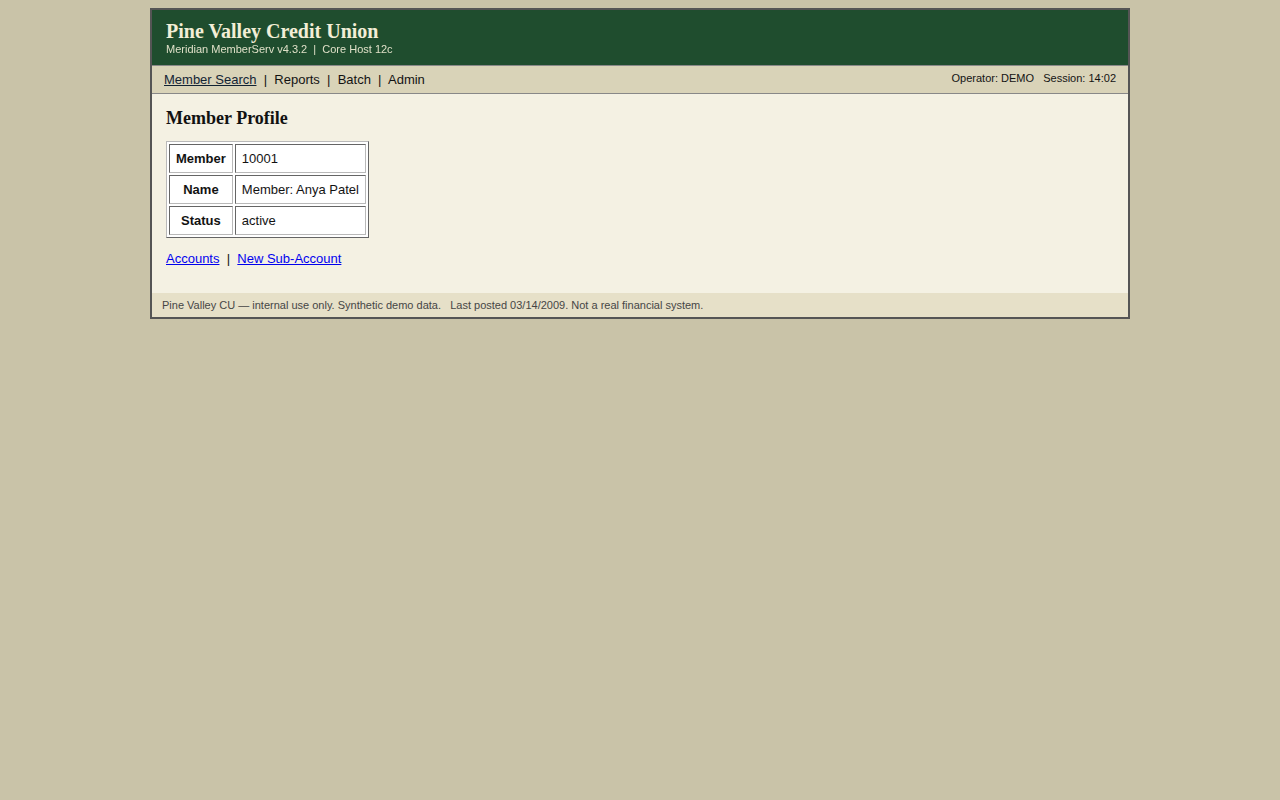 Pine Valley Credit Union
Meridian MemberServ v4.3.2 | Core Host 12c
Member Search | Reports | Batch | Admin
Operator: DEMO Session: 14:02
Member Profile
Member 10001
Name Member: Anya Patel
Status active
Accounts | New Sub-Account
Pine Valley CU — internal use only. Synthetic demo data. Last posted 03/14/2009. Not a real financial system.